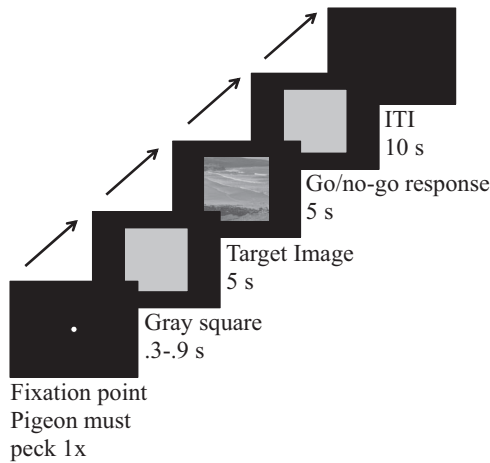 Fixation point
Pigeon must
peck 1x
Gray square
.3-.9 s
Target Image
5 s
Go/no-go response
5 s
ITI
10 s